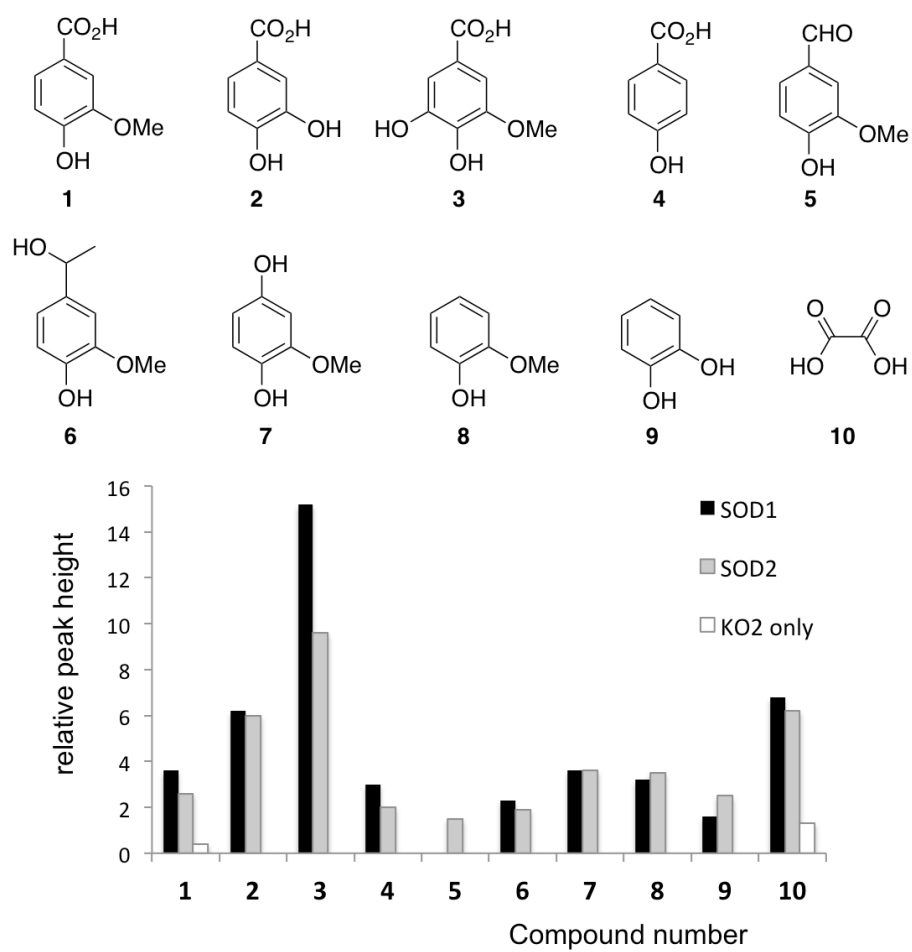 CO2H CO2H CO2H CO2H CHO
OMe OH HO OMe OMe
OH OH OH OH OH
1 2 3 4 5
HO OH
O O
OMe OMe OMe OH HO OH
OH OH OH OH
6 7 8 9 10
16
14
12
10
8
6
4
2
0
relative peak height
SOD1
SOD2
KO2 only
1 2 3 4 5 6 7 8 9 10
Compound number